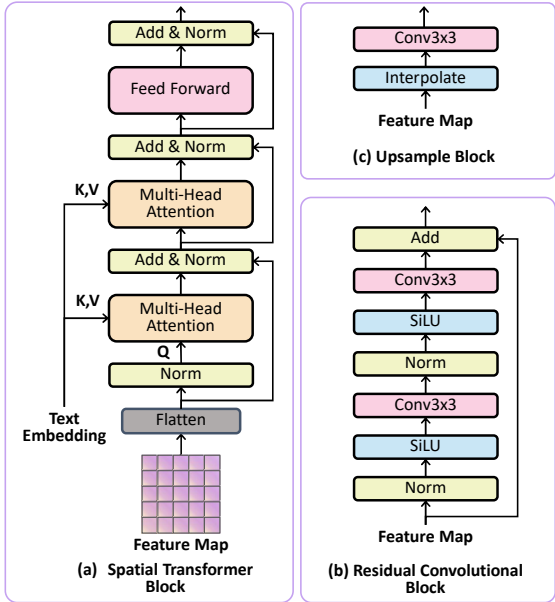 Add & Norm
Feed Forward
Add & Norm
K,V
Multi-Head
Attention
Add & Norm
K,V
Multi-Head
Attention
Q
Norm
Text
Embedding
Flatten
Feature Map
(a) Spatial Transformer
Block
Conv3x3
Interpolate
Feature Map
(c) Upsample Block
Add
Conv3x3
SiLU
Norm
Conv3x3
SiLU
Norm
Feature Map
(b) Residual Convolutional
Block